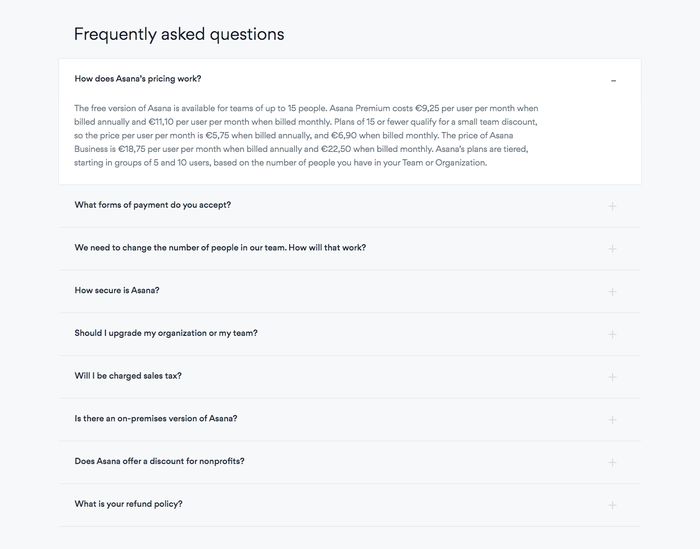 Frequently asked questions
How does Asana's pricing work?
The free version of Asana is available for teams of up to 15 people. Asana Premium costs €9,25 per user per month when
billed annually and €11,10 per user per month when billed monthly. Plans of 15 or fewer qualify for a small team discount,
so the price per user per month is €5,75 when billed annually, and €6,90 when billed monthly. The price of Asana
Business is €18,75 per user per month when billed annually and €22,50 when billed monthly. Asana's plans are tiered,
starting in groups of 5 and 10 users, based on the number of people you have in your Team or Organization.
What forms of payment do you accept?
We need to change the number of people in our team. How will that work?
How secure is Asana?
Should I upgrade my organization or my team?
Will I be charged sales tax?
Is there an on-premises version of Asana?
Does Asana offer a discount for nonprofits?
What is your refund policy?